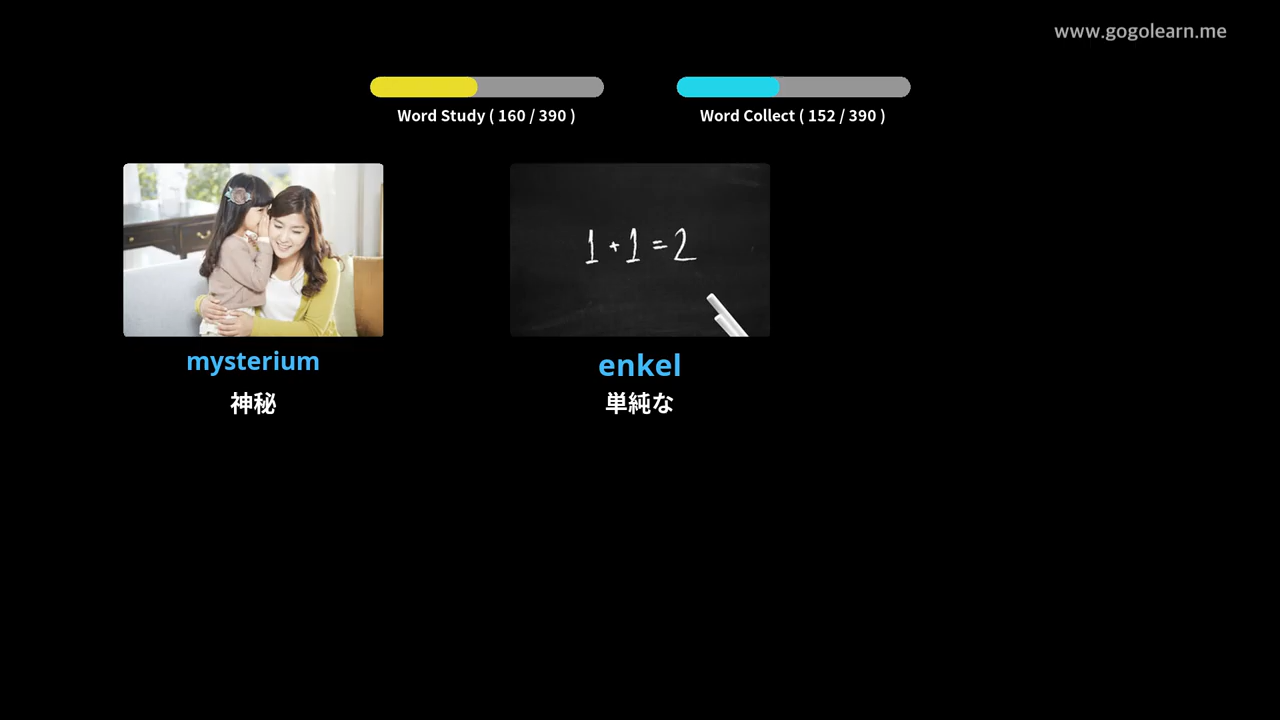 www.gogolearn.me
Word Study ( 160 / 390 )
Word Collect ( 152 / 390 )
1+1=2
mysterium
enkel
神秘
単純な